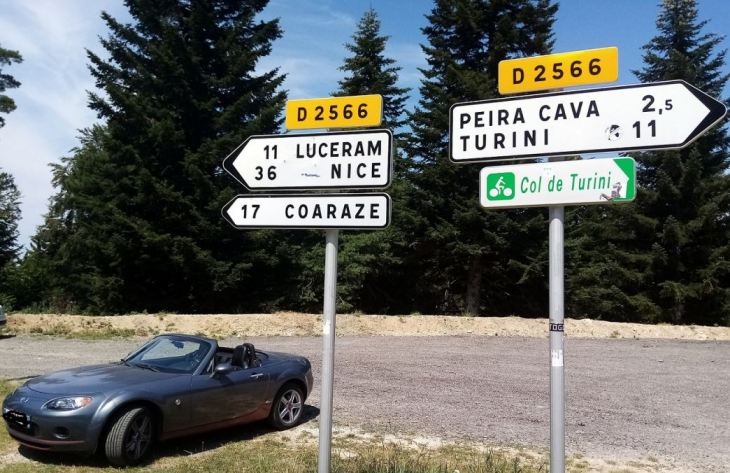 D 2566
11 LUCERAM
36 NICE
17 COARAZE
D 2566
PEIRA CAVA 2,5
TURINI 11
Col de Turini